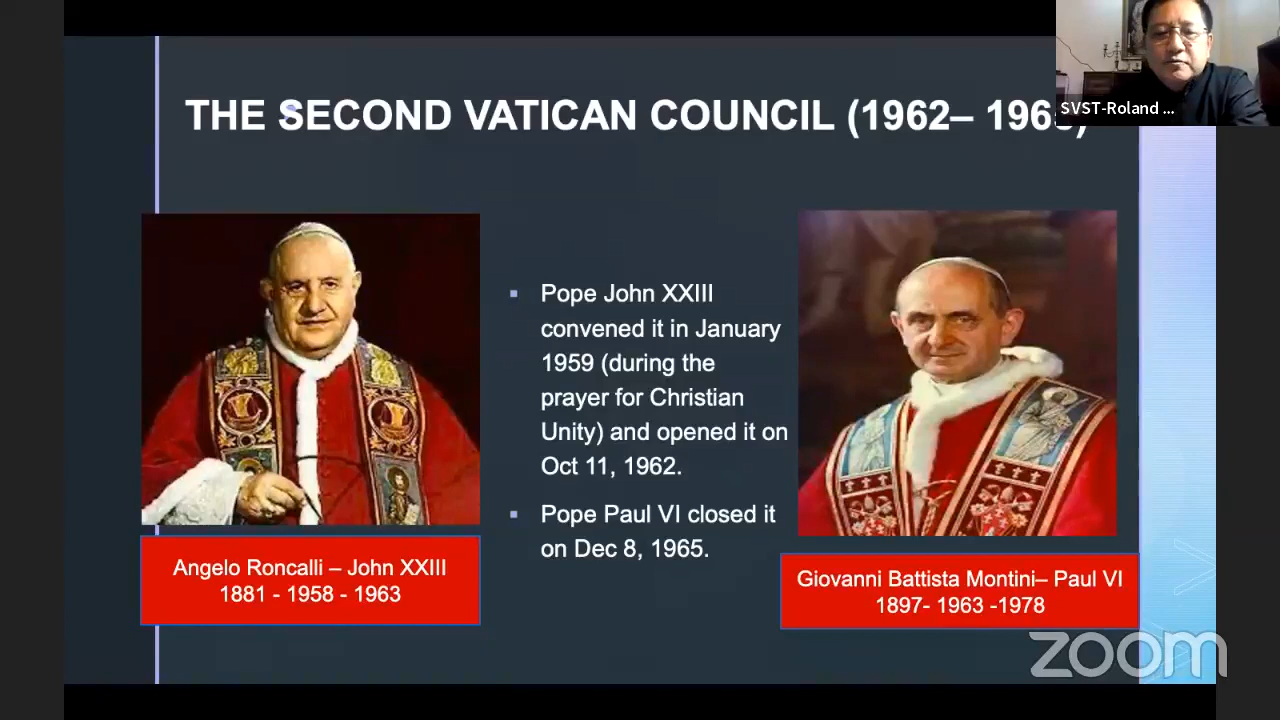 SVST-Roland ...
THE SECOND VATICAN COUNCIL (1962– 1965)
Pope John XXIII
convened it in January
1959 (during the
prayer for Christian
Unity) and opened it on
Oct 11, 1962.
Pope Paul VI closed it
on Dec 8, 1965.
Angelo Roncalli – John XXIII
1881 - 1958 - 1963
Giovanni Battista Montini– Paul VI
1897- 1963 -1978
zoom